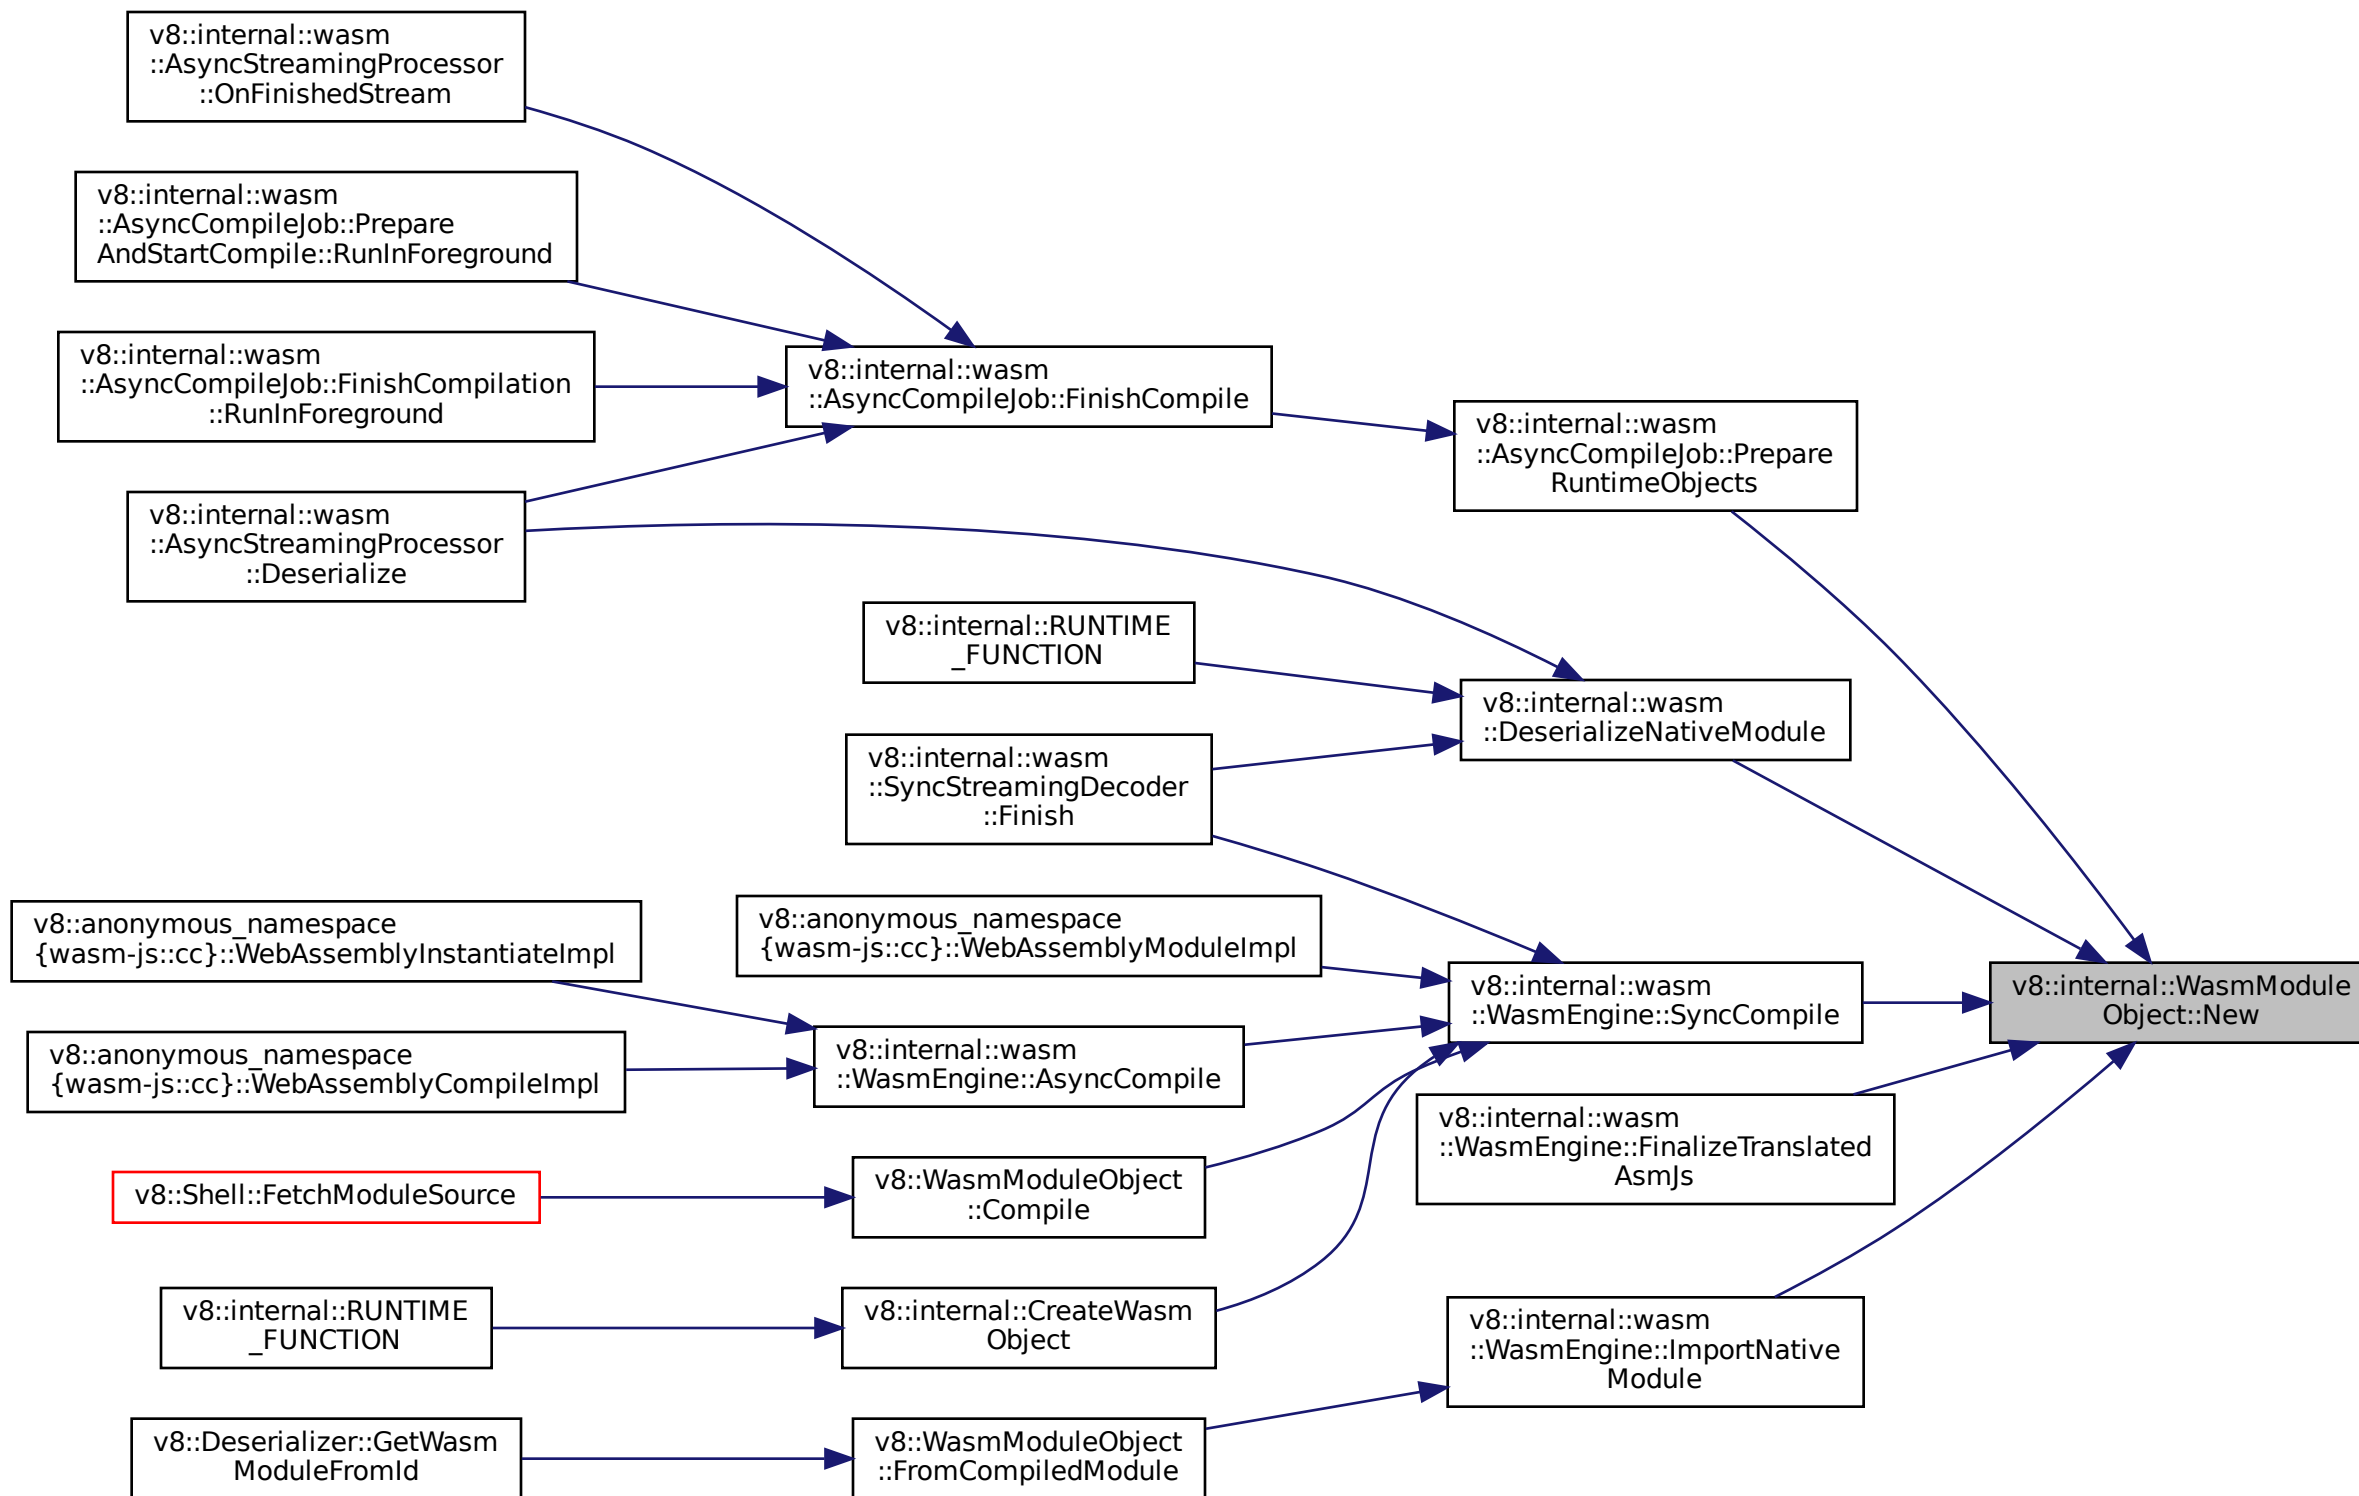 v8::internal::wasm
::AsyncStreamingProcessor
::OnFinishedStream
v8::internal::wasm
::AsyncCompileJob::Prepare
AndStartCompile::RunInForeground
v8::internal::wasm
::AsyncCompileJob::FinishCompilation
::RunInForeground
v8::internal::wasm
::AsyncStreamingProcessor
::Deserialize
v8::internal::wasm
::AsyncCompileJob::FinishCompile
v8::internal::wasm
::AsyncCompileJob::Prepare
RuntimeObjects
v8::internal::RUNTIME
_FUNCTION
v8::internal::wasm
::DeserializeNativeModule
v8::internal::wasm
::SyncStreamingDecoder
::Finish
v8::anonymous_namespace
{wasm-js::cc}::WebAssemblyInstantiateImpl
v8::anonymous_namespace
{wasm-js::cc}::WebAssemblyModuleImpl
v8::internal::wasm
::WasmEngine::SyncCompile
v8::internal::WasmModule
Object::New
v8::anonymous_namespace
{wasm-js::cc}::WebAssemblyCompileImpl
v8::internal::wasm
::WasmEngine::AsyncCompile
v8::internal::wasm
::WasmEngine::FinalizeTranslated
AsmJs
v8::Shell::FetchModuleSource
v8::WasmModuleObject
::Compile
v8::internal::RUNTIME
_FUNCTION
v8::internal::CreateWasm
Object
v8::internal::wasm
::WasmEngine::ImportNative
Module
v8::Deserializer::GetWasm
ModuleFromId
v8::WasmModuleObject
::FromCompiledModule